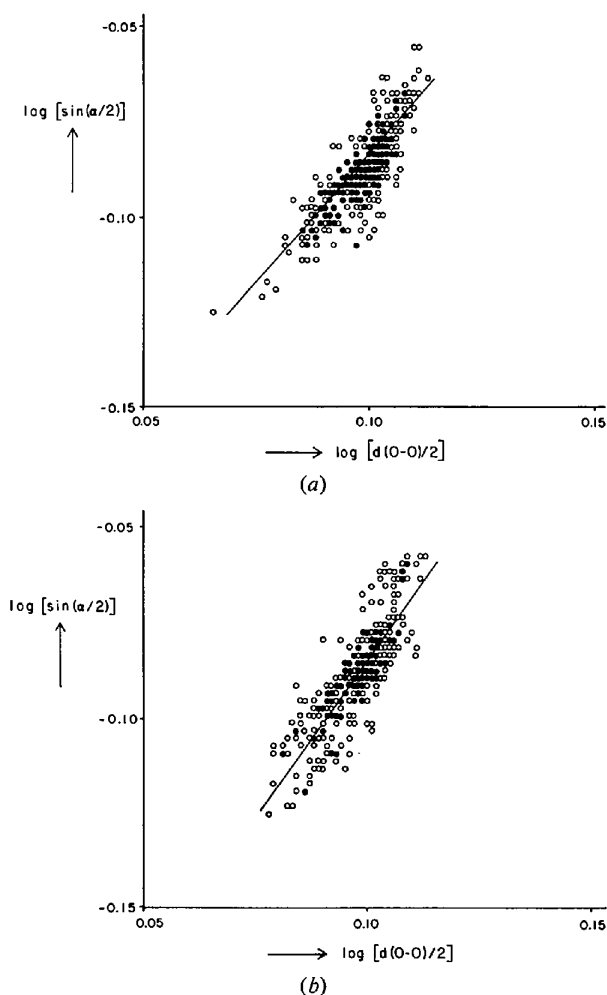 -0.05
log [sin(α/2)]
-0.10
-0.15
0.05
0.10
0.15
log [d(O-O)/2]
(a)
-0.05
log [sin(α/2)]
-0.10
-0.15
0.05
0.10
0.15
log [d(O-O)/2]
(b)